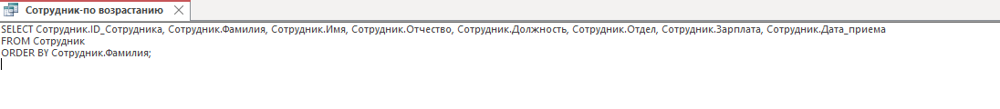 Сотрудник-по возрастанию
SELECT Сотрудник.ID_Сотрудника, Сотрудник.Фамилия, Сотрудник.Имя, Сотрудник.Отчество, Сотрудник.Должность, Сотрудник.Отдел, Сотрудник.Зарплата, Сотрудник.Дата_приема
FROM Сотрудник
ORDER BY Сотрудник.Фамилия;